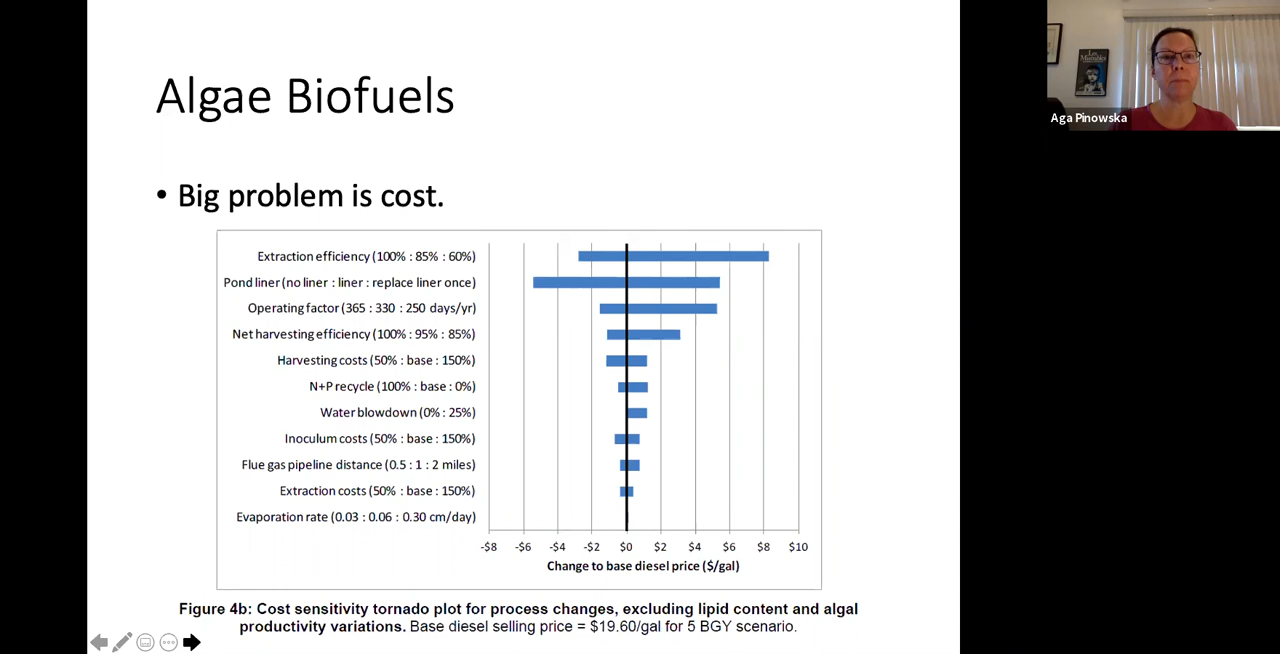 Algae Biofuels
• Big problem is cost.
Extraction efficiency (100% : 85% : 60%)
Pond liner (no liner : liner : replace liner once)
Operating factor (365 : 330 : 250 days/yr)
Net harvesting efficiency (100% : 95% : 85%)
Harvesting costs (50% : base : 150%)
N+P recycle (100% : base : 0%)
Water blowdown (0% : 25%)
Inoculum costs (50% : base : 150%)
Flue gas pipeline distance (0.5 : 1 : 2 miles)
Extraction costs (50% : base : 150%)
Evaporation rate (0.03 : 0.06 : 0.30 cm/day)
-$8 -$6 -$4 -$2 $0 $2 $4 $6 $8 $10
Change to base diesel price ($/gal)
Figure 4b: Cost sensitivity tornado plot for process changes, excluding lipid content and algal
productivity variations. Base diesel selling price = $19.60/gal for 5 BGY scenario.
Les
Misérables
Aga Pinowska